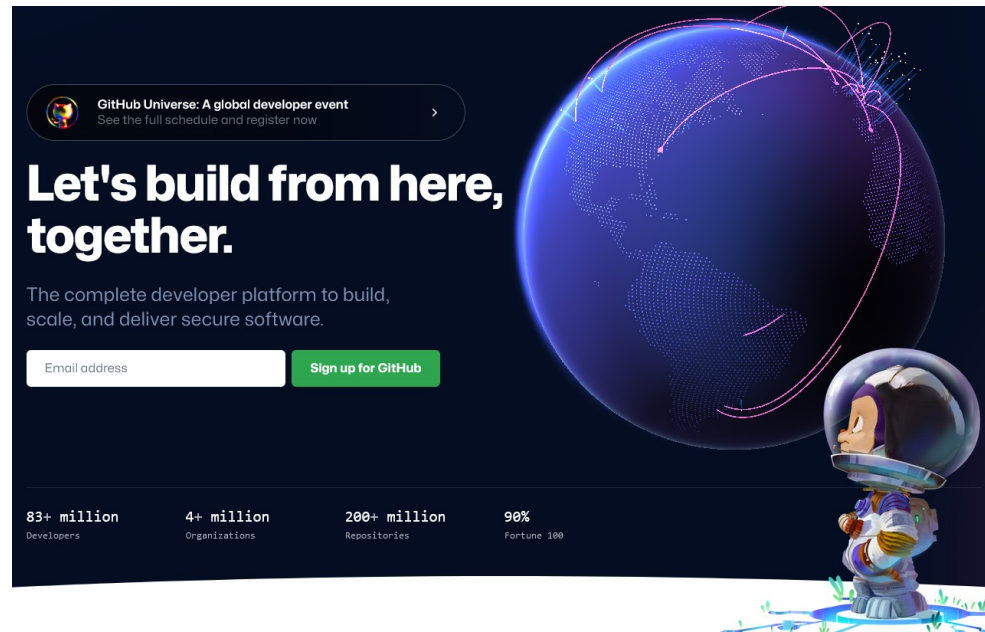 GitHub Universe: A global developer event
See the full schedule and register now
Let's build from here,
together.
The complete developer platform to build,
scale, and deliver secure software.
Email address
Sign up for GitHub
83+ million
Developers
4+ million
Organizations
200+ million
Repositories
90%
Fortune 100